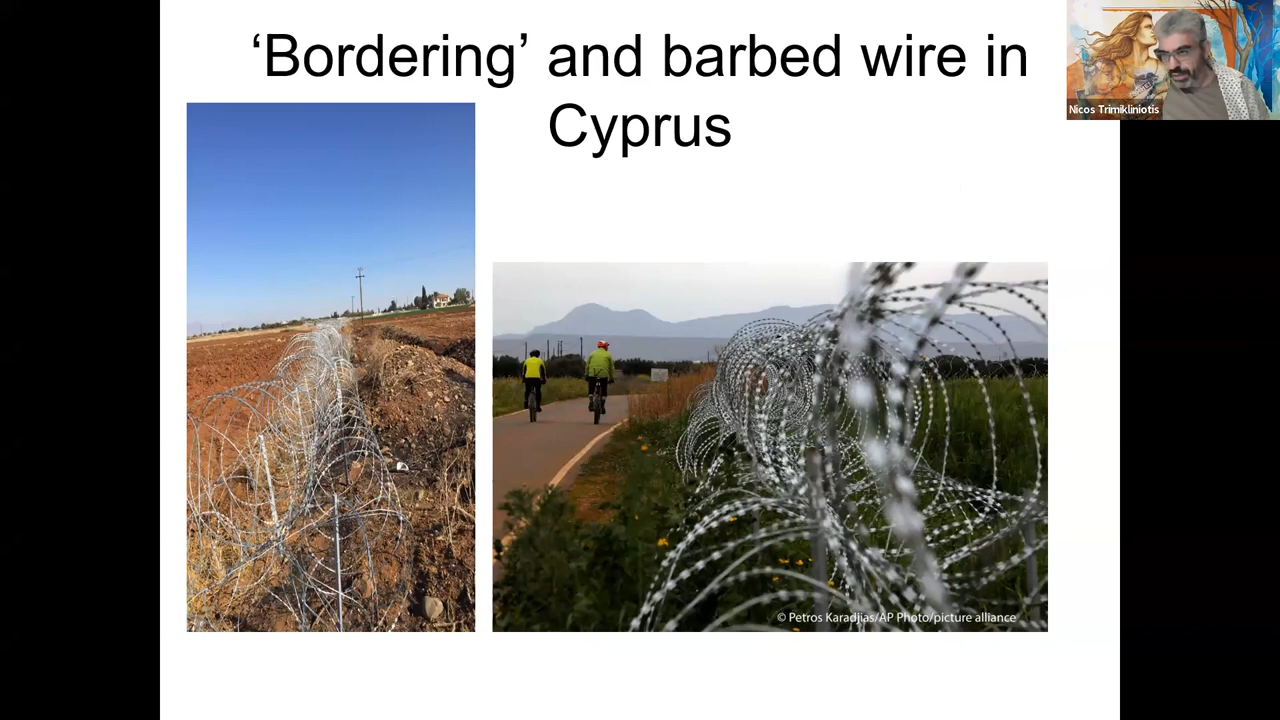 ‘Bordering’ and barbed wire in
Cyprus
Nicos Trimikliniotis
© Petros Karadjias/AP Photo/picture alliance